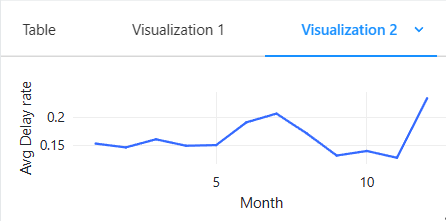 Table
Visualization 1
Visualization 2
Avg Delay rate
0.2
0.15
5
10
Month